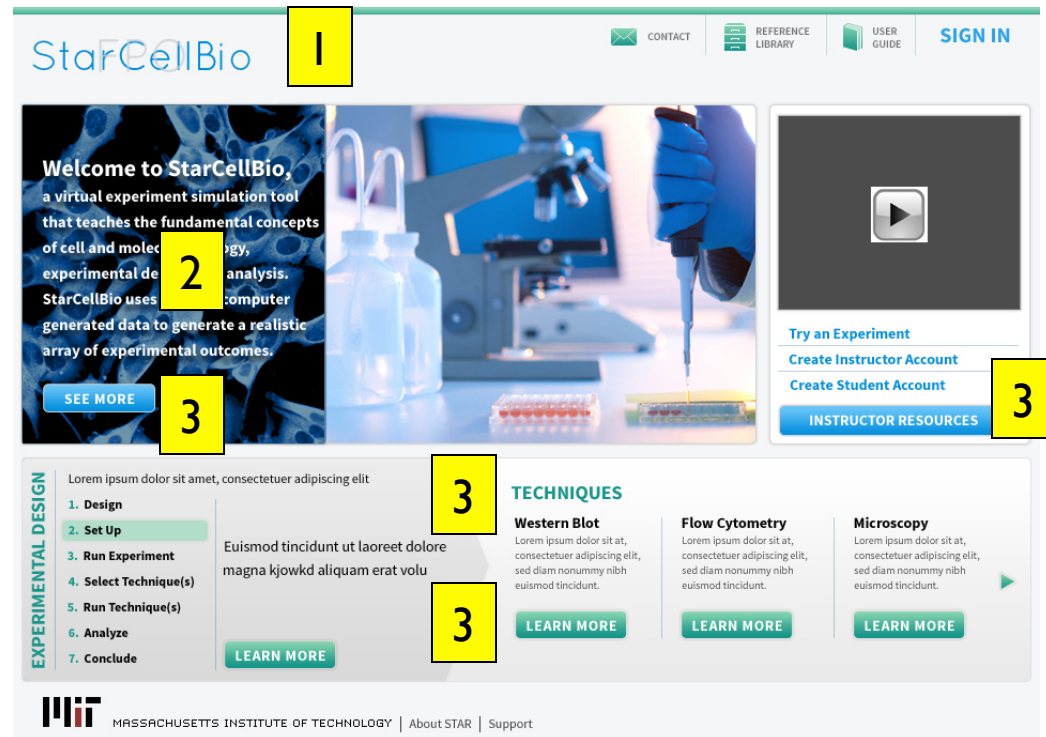 StarCellBio
FPO
1
CONTACT
REFERENCE
LIBRARY
USER
GUIDE
SIGN IN
Welcome to StarCellBio,
a virtual experiment simulation tool
that teaches the fundamental concepts
of cell and molec ogy,
experimental de analysis.
StarCellBio uses computer
generated data to generate a realistic
array of experimental outcomes.
2
SEE MORE
3
Try an Experiment
Create Instructor Account
Create Student Account
INSTRUCTOR RESOURCES
3
EXPERIMENTAL DESIGN
Lorem ipsum dolor sit amet, consectetuer adipiscing elit
1. Design
2. Set Up
3. Run Experiment
4. Select Technique(s)
5. Run Technique(s)
6. Analyze
7. Conclude
Euismod tincidunt ut laoreet dolore
magna kjowkd aliquam erat volu
LEARN MORE
3
3
TECHNIQUES
Western Blot
Lorem ipsum dolor sit at,
consectetuer adipiscing elit,
sed diam nonummy nibh
euismod tincidunt.
LEARN MORE
Flow Cytometry
Lorem ipsum dolor sit at,
consectetuer adipiscing elit,
sed diam nonummy nibh
euismod tincidunt.
LEARN MORE
Microscopy
Lorem ipsum dolor sit at,
consectetuer adipiscing elit,
sed diam nonummy nibh
euismod tincidunt.
LEARN MORE
MIT MASSACHUSETTS INSTITUTE OF TECHNOLOGY | About STAR | Support